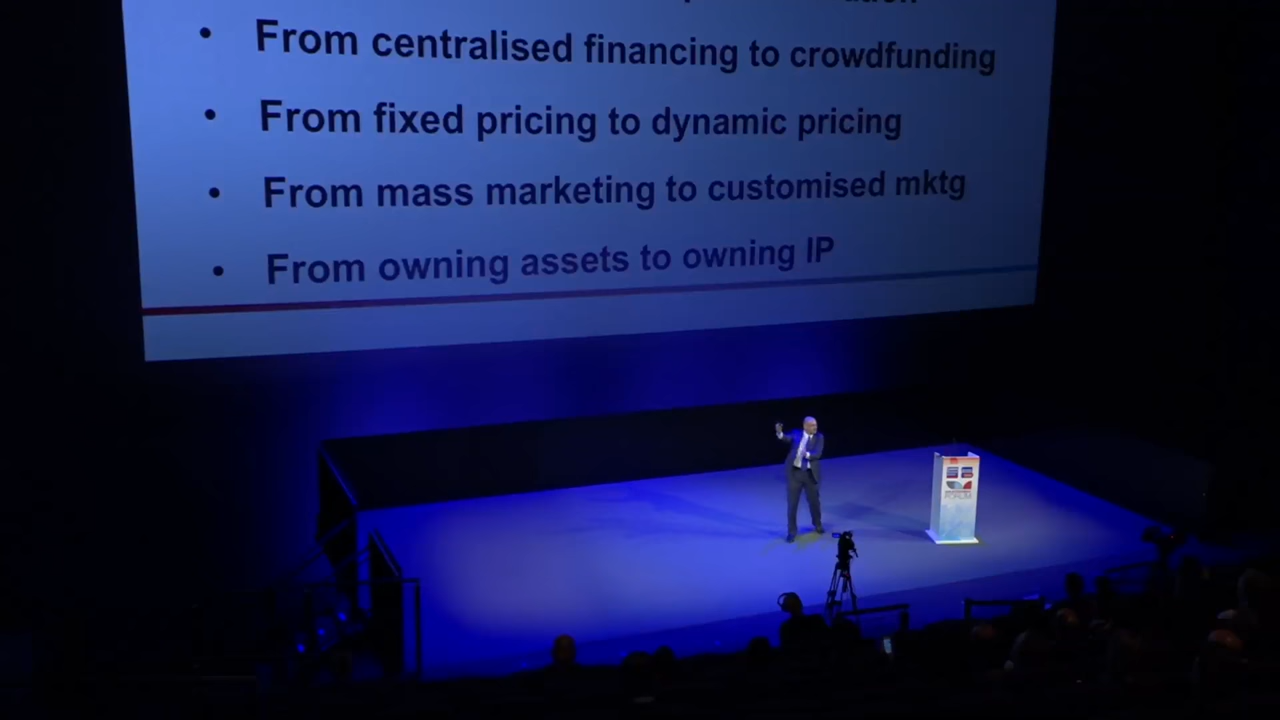 • From centralised financing to crowdfunding
• From fixed pricing to dynamic pricing
• From mass marketing to customised mktg
• From owning assets to owning IP
FORUM